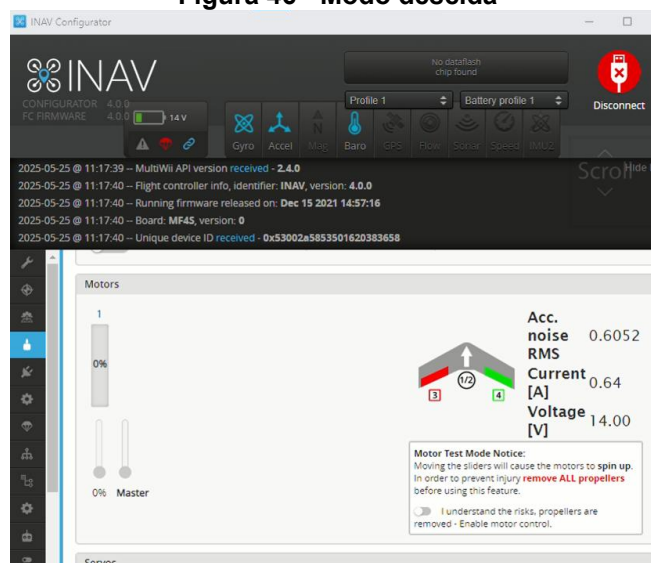 Figura 40 - Modo descida
INAV Configurator
INAV
CONFIGURATOR 4.0.0
FC FIRMWARE 4.0.0
14 V
No dataflash
chip found
Profile 1
Battery profile 1
Disconnect
Gyro Accel Mag Baro GPS Flow Sonar Speed IMU2
2025-05-25 @ 11:17:39 -- MultiWii API version received - 2.4.0
Hide
Scroll
2025-05-25 @ 11:17:40 -- Flight controller info, identifier: INAV, version: 4.0.0
2025-05-25 @ 11:17:40 -- Running firmware released on: Dec 15 2021 14:57:16
2025-05-25 @ 11:17:40 -- Board: MF4S, version: 0
2025-05-25 @ 11:17:40 -- Unique device ID received - 0x53002a5853501620383658
Motors
1
0%
0% Master
1/2
3
4
Acc.
noise 0.6052
RMS
Current
[A] 0.64
Voltage
[V] 14.00
Motor Test Mode Notice:
Moving the sliders will cause the motors to spin up.
In order to prevent injury remove ALL propellers
before using this feature.
I understand the risks, propellers are
removed - Enable motor control.
Servos